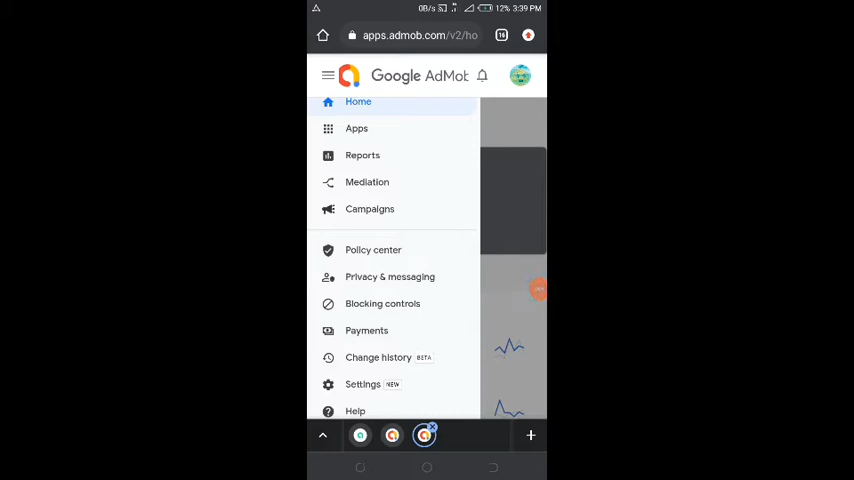 0B/s 12% 3:39 PM
apps.admob.com/v2/ho
16
Google AdMob
Home
Apps
Reports
Mediation
Campaigns
Policy center
Privacy & messaging
Blocking controls
Payments
Change history BETA
Settings NEW
Help